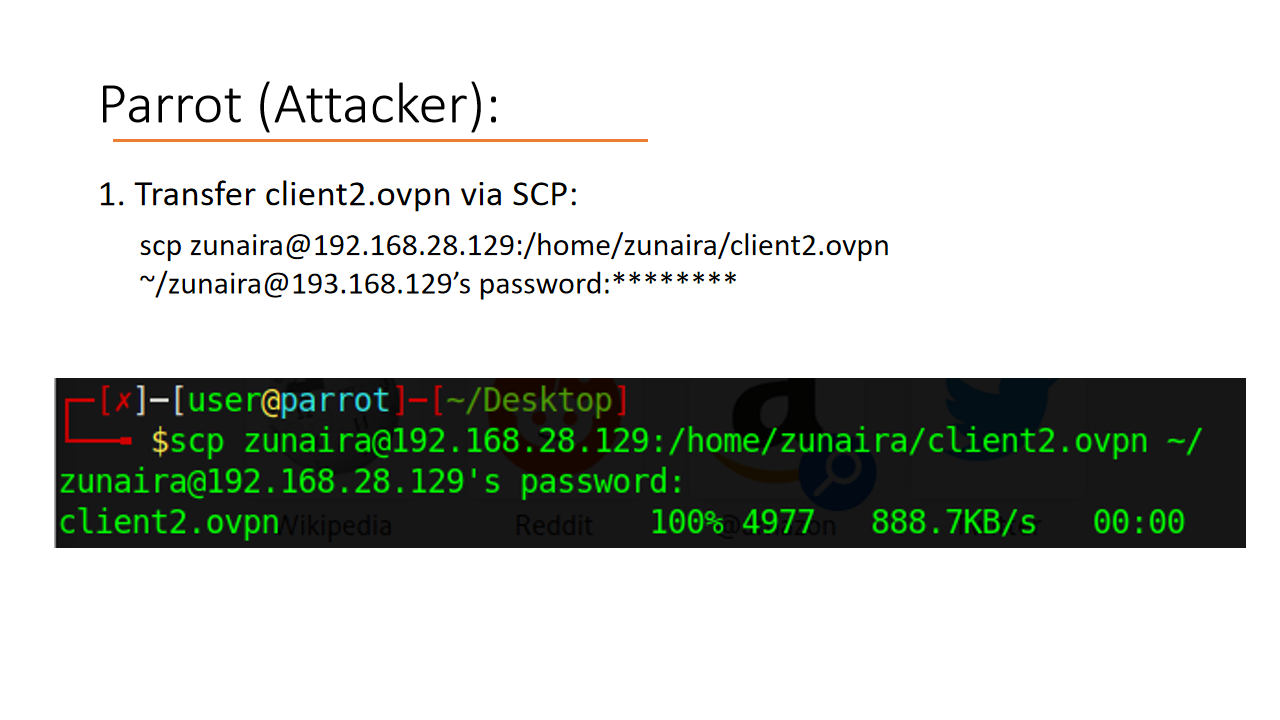 Parrot (Attacker):
1. Transfer client2.ovpn via SCP:
scp zunaira@192.168.28.129:/home/zunaira/client2.ovpn
~/zunaira@193.168.129’s password:********
[✗]─[user@parrot]─[~/Desktop]
$scp zunaira@192.168.28.129:/home/zunaira/client2.ovpn ~/
zunaira@192.168.28.129's password:
client2.ovpn 100% 4977 888.7KB/s 00:00
Wikipedia Reddit